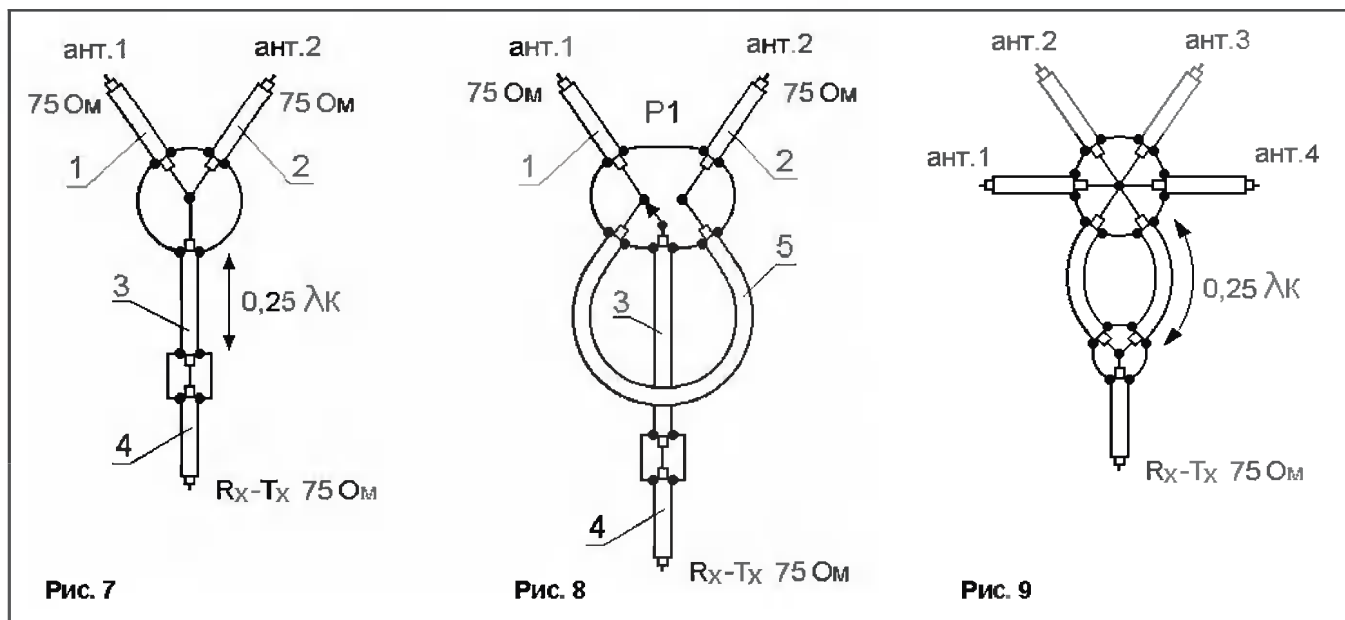 ант.1
ант.2
75 Ом
75 Ом
1
2
3
0,25 λК
4
RX-TX 75 Ом
Рис. 7
ант.1
ант.2
75 Ом
P1
75 Ом
1
2
5
3
4
RX-TX 75 Ом
Рис. 8
ант.2
ант.3
ант.1
ант.4
0,25 λК
RX-TX 75 Ом
Рис. 9